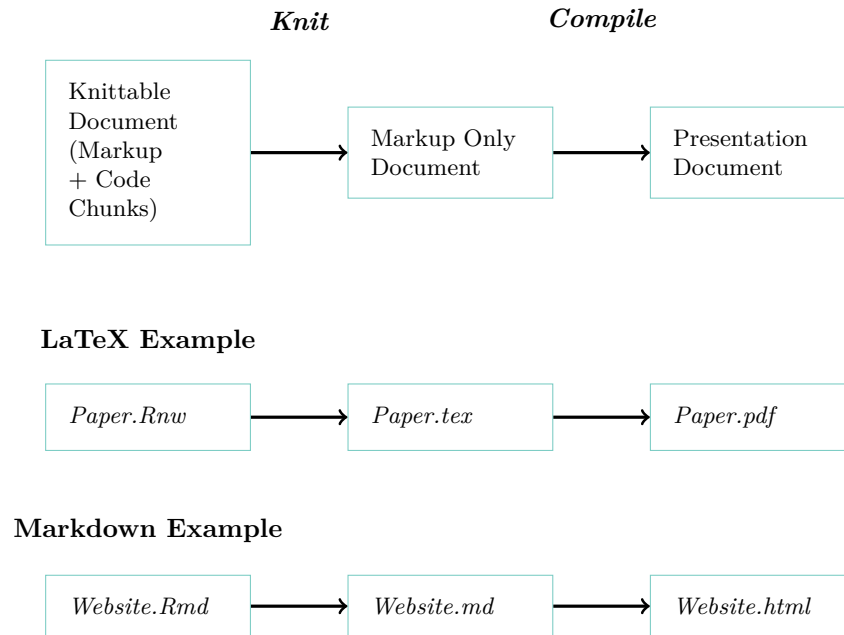 Knit
Compile
Knittable
Document
(Markup
+ Code
Chunks)
Markup Only
Document
Presentation
Document
LaTeX Example
Paper.Rnw
Paper.tex
Paper.pdf
Markdown Example
Website.Rmd
Website.md
Website.html